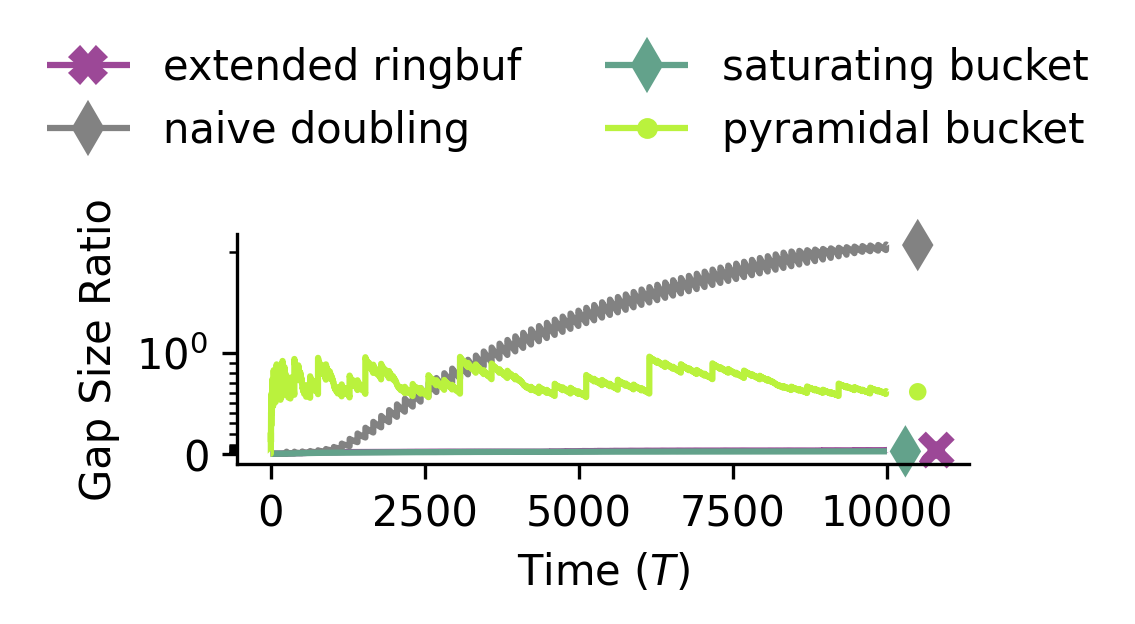 extended ringbuf
saturating bucket
naive doubling
pyramidal bucket
Gap Size Ratio
10⁰
0
0
2500
5000
7500
10000
Time (T)